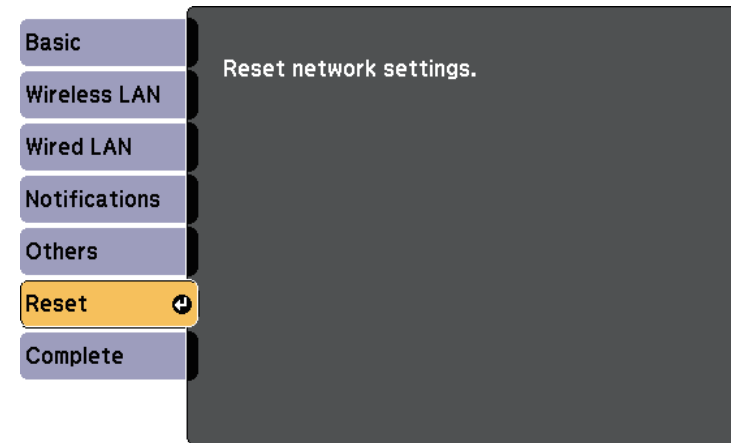 Basic
Wireless LAN
Wired LAN
Notifications
Others
Reset
Complete
Reset network settings.